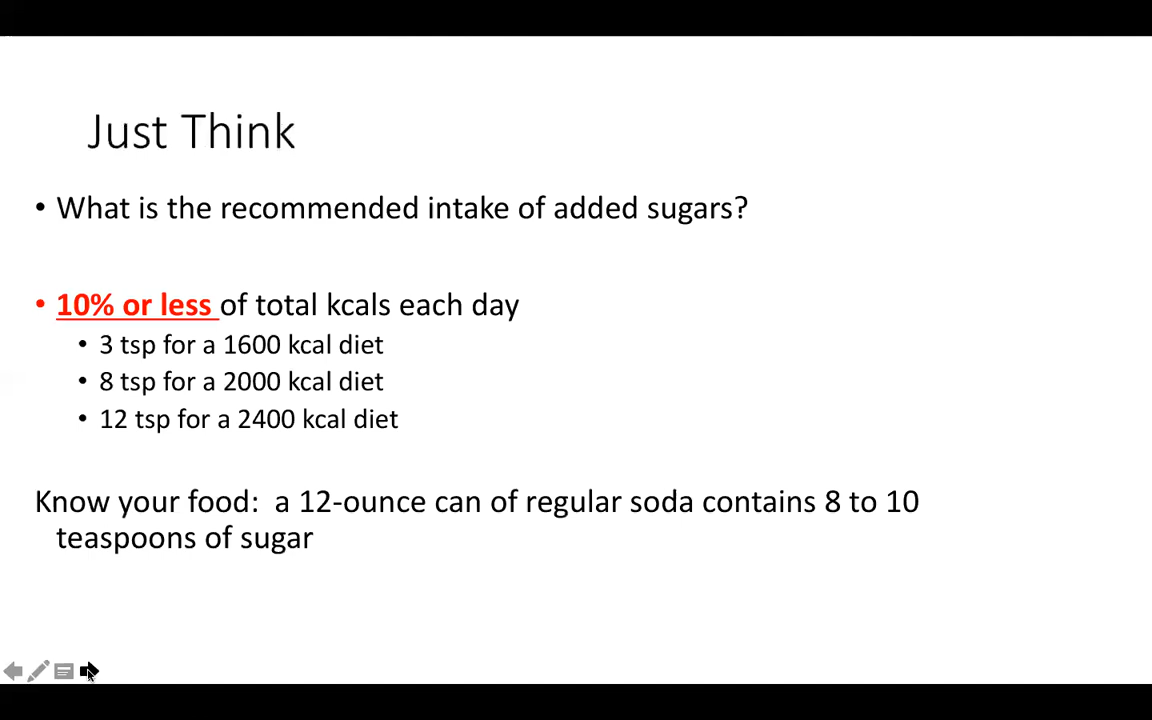 Just Think
• What is the recommended intake of added sugars?
• 10% or less of total kcals each day
• 3 tsp for a 1600 kcal diet
• 8 tsp for a 2000 kcal diet
• 12 tsp for a 2400 kcal diet
Know your food:  a 12-ounce can of regular soda contains 8 to 10
teaspoons of sugar